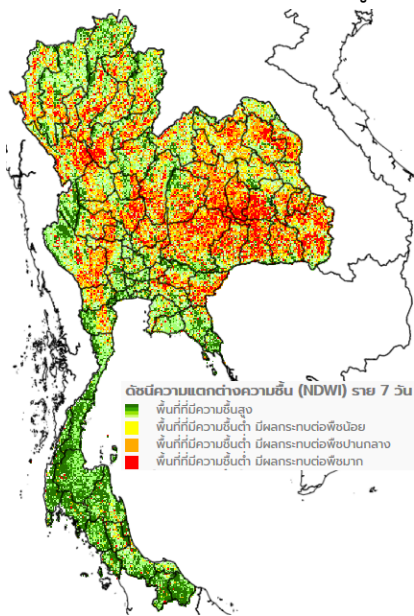 ดัชนีความแตกต่างความชื้น (NDWI) ราย 7 วัน
พื้นที่ที่มีความชื้นสูง
พื้นที่ที่มีความชื้นต่ำ มีผลกระทบต่อพืชน้อย
พื้นที่ที่มีความชื้นต่ำ มีผลกระทบต่อพืชปานกลาง
พื้นที่ที่มีความชื้นต่ำ มีผลกระทบต่อพืชมาก